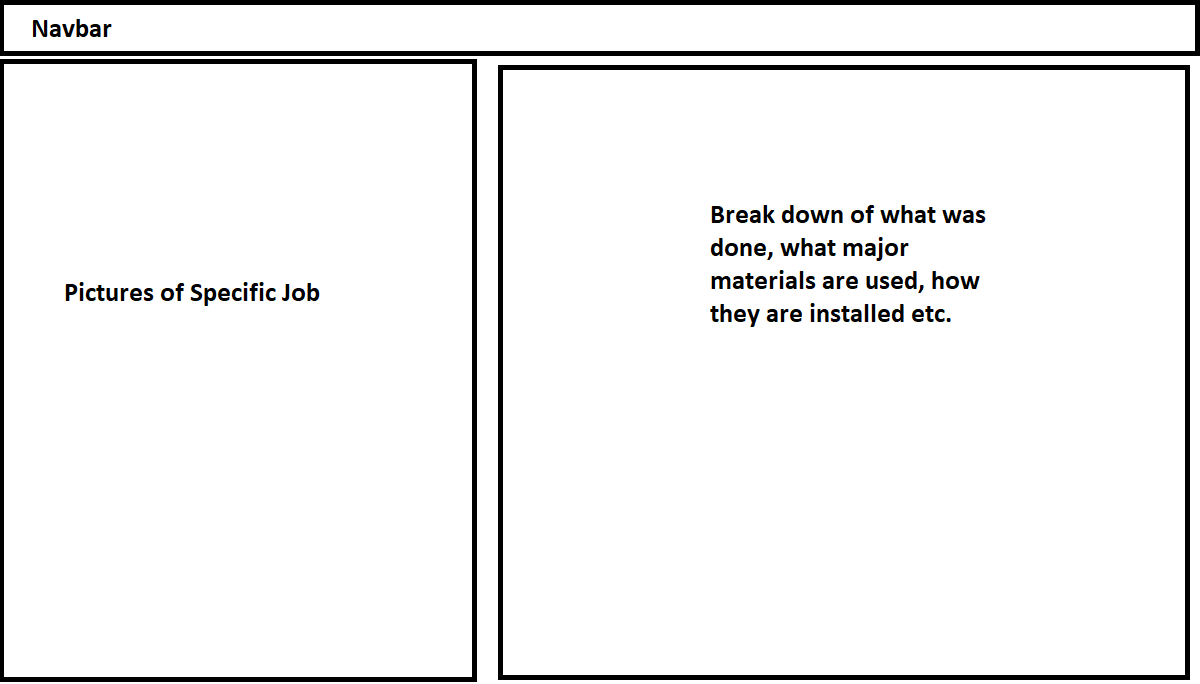 Navbar
Pictures of Specific Job
Break down of what was
done, what major
materials are used, how
they are installed etc.